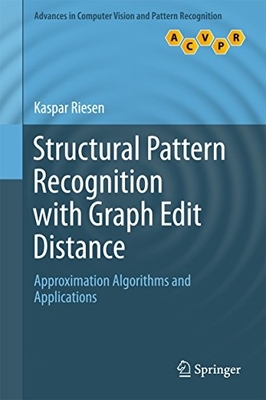 Advances in Computer Vision and Pattern Recognition
A C V P R
Kaspar Riesen
Structural Pattern
Recognition
with Graph Edit
Distance
Approximation Algorithms and
Applications
Springer